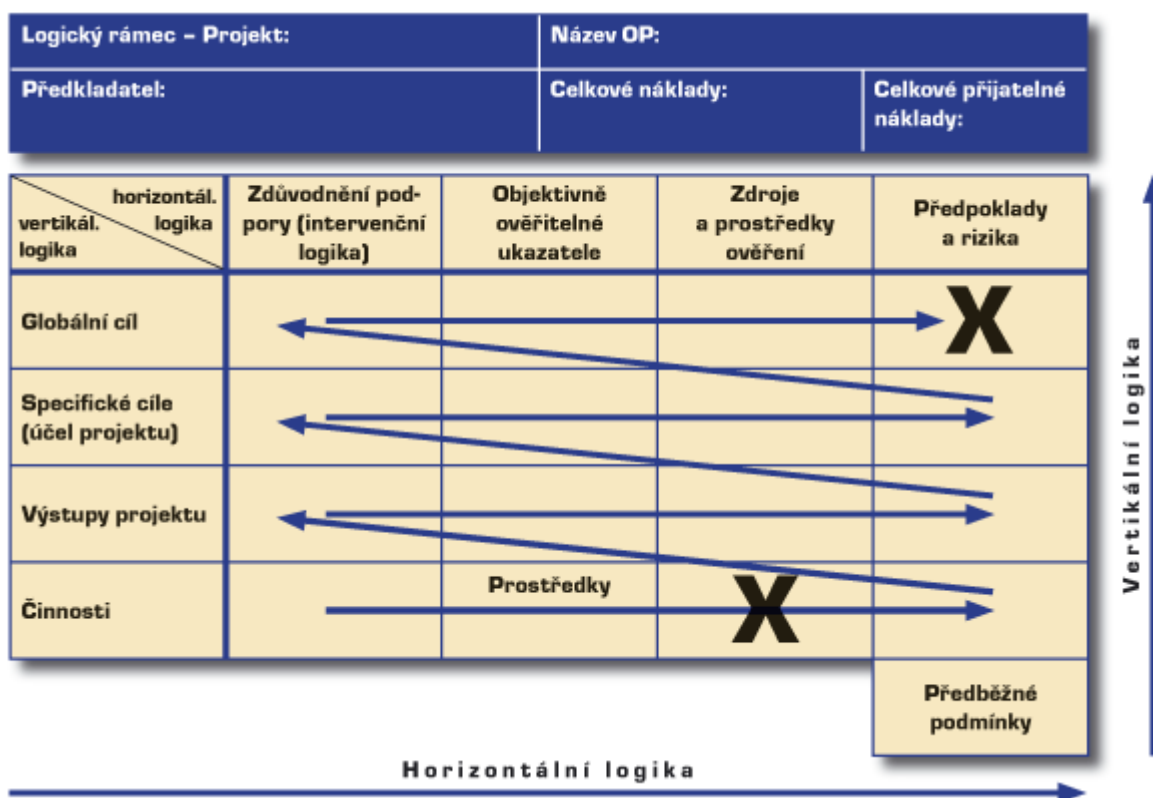 Logický rámec – Projekt:
Název OP:
Předkladatel:
Celkové náklady:
Celkové přijatelné
náklady:
horizontál.
logika
vertikál.
logika
Zdůvodnění pod-
pory (intervenční
logika)
Objektivně
ověřitelné
ukazatele
Zdroje
a prostředky
ověření
Předpoklady
a rizika
Globální cíl
X
Specifické cíle
(účel projektu)
Výstupy projektu
Činnosti
Prostředky
X
Předběžné
podmínky
Vertikální logika
Horizontální logika